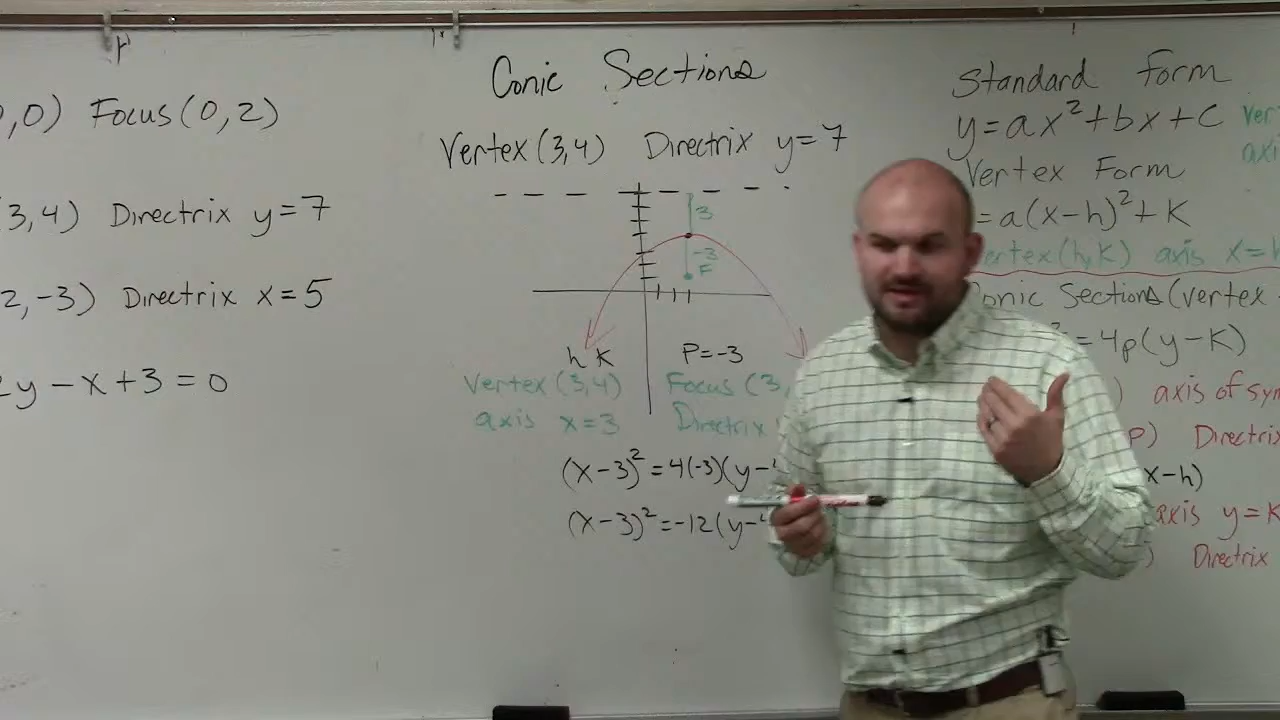 ,0) Focus(0,2)
3,4) Directrix y=7
2,-3) Directrix x=5
2y-x+3=0
Conic Sections
Vertex(3,4) Directrix y=7
3
-3
F
h K P=-3
Vertex(3,4) Focus (3,
axis x=3 Directrix
(x-3)²=4(-3)(y-4
(x-3)²=-12(y-4
Standard form
y=ax²+bx+c
Vertex Form
=a(x-h)²+K
Vertex(h,K) axis x=h
Conic Sections(vertex
²=4p(y-K)
) axis of sym
p) Directrix
x-h)
axis y=K
) Directrix